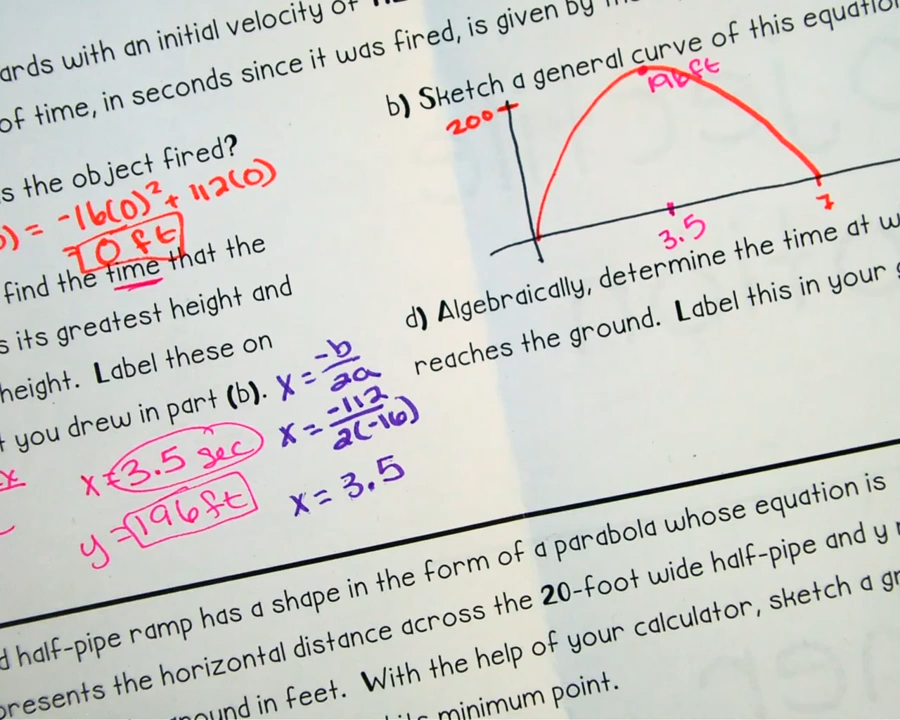 ards with an initial velocity of
of time, in seconds since it was fired, is given by
s the object fired?
) = -16(0)² + 112(0)
= 0 ft
find the time that the
s its greatest height and
height. Label these on
you drew in part (b).
x = 3.5 sec
y = 196ft
x = -b/2a
x = -112/2(-16)
x = 3.5
b) Sketch a general curve of this equation
200
196ft
3.5
7
d) Algebraically, determine the time at w
reaches the ground. Label this in your g
d half-pipe ramp has a shape in the form of a parabola whose equation is
presents the horizontal distance across the 20-foot wide half-pipe and y r
ound in feet. With the help of your calculator, sketch a gr
its minimum point.